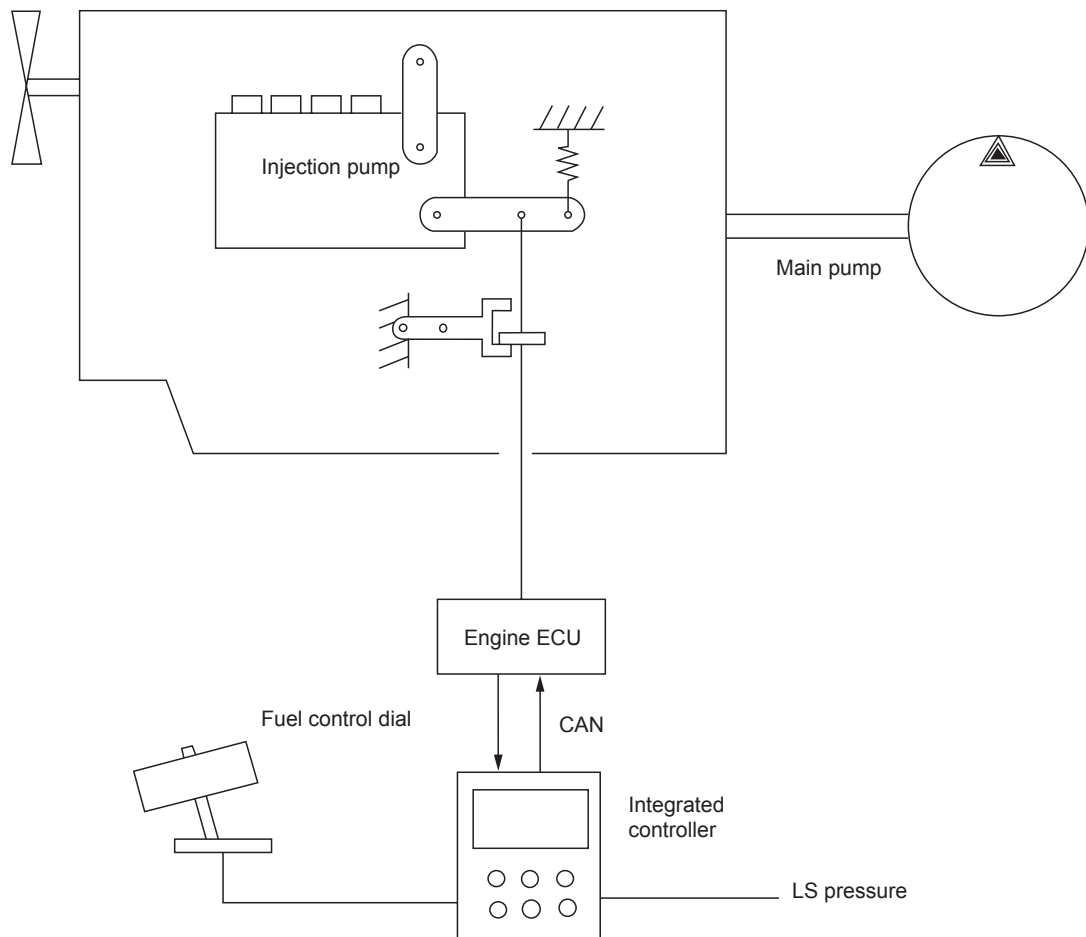 Injection pump
Main pump
Engine ECU
Fuel control dial
CAN
Integrated
controller
LS pressure